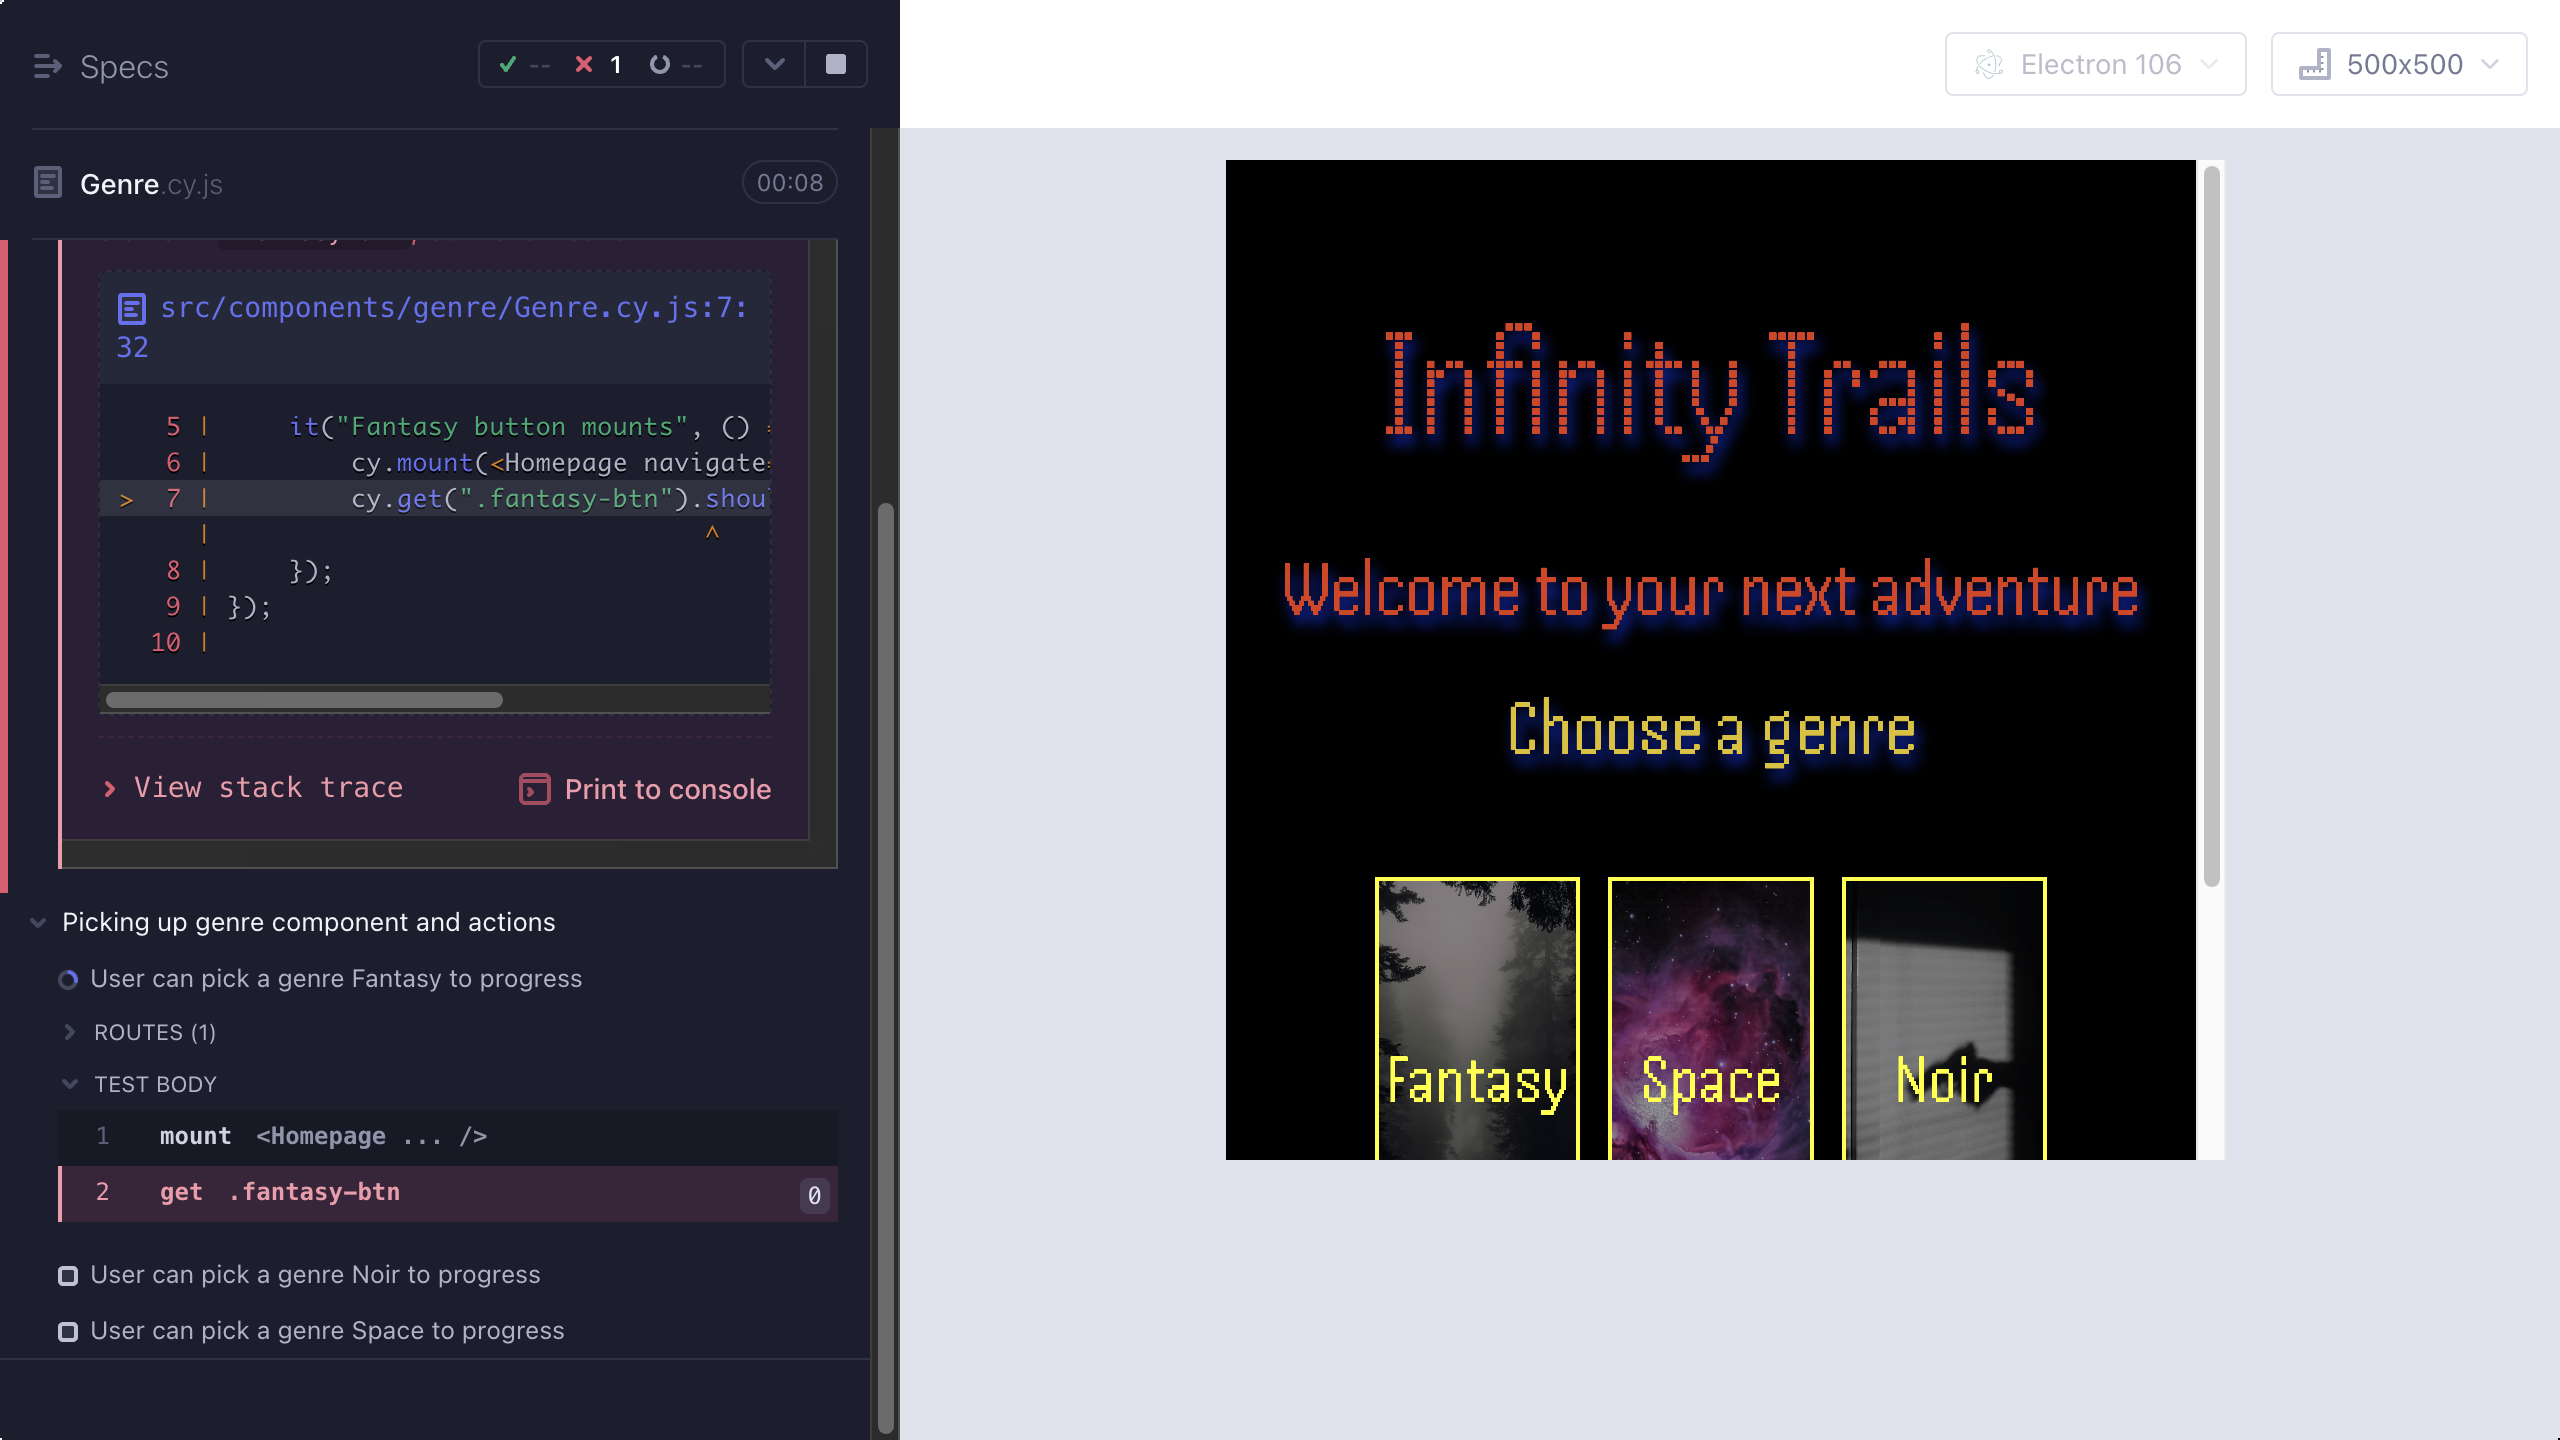 Specs
-- 1 --
Genre.cy.js
00:08
src/components/genre/Genre.cy.js:7:
32
5 | it("Fantasy button mounts", ()
6 | cy.mount(<Homepage navigate
> 7 | cy.get(".fantasy-btn").shou
| ^
8 | });
9 | });
10 |
View stack trace
Print to console
Picking up genre component and actions
User can pick a genre Fantasy to progress
ROUTES (1)
TEST BODY
1 mount <Homepage ... />
2 get .fantasy-btn 0
User can pick a genre Noir to progress
User can pick a genre Space to progress
Electron 106
500x500
Infinity Trails
Welcome to your next adventure
Choose a genre
Fantasy
Space
Noir